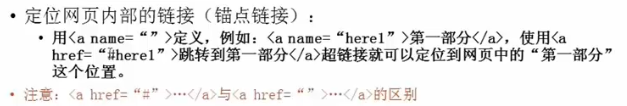 • 定位网页内部的链接（锚点链接）：
• 用<a name=“”>定义，例如：<a name=“here1”>第一部分</a>，使用<a
href=“#here1”>跳转到第一部分</a>超链接就可以定位到网页中的“第一部分”
这个位置。
• 注意：<a href=“#”>…</a>与<a href=“”>…</a>的区别